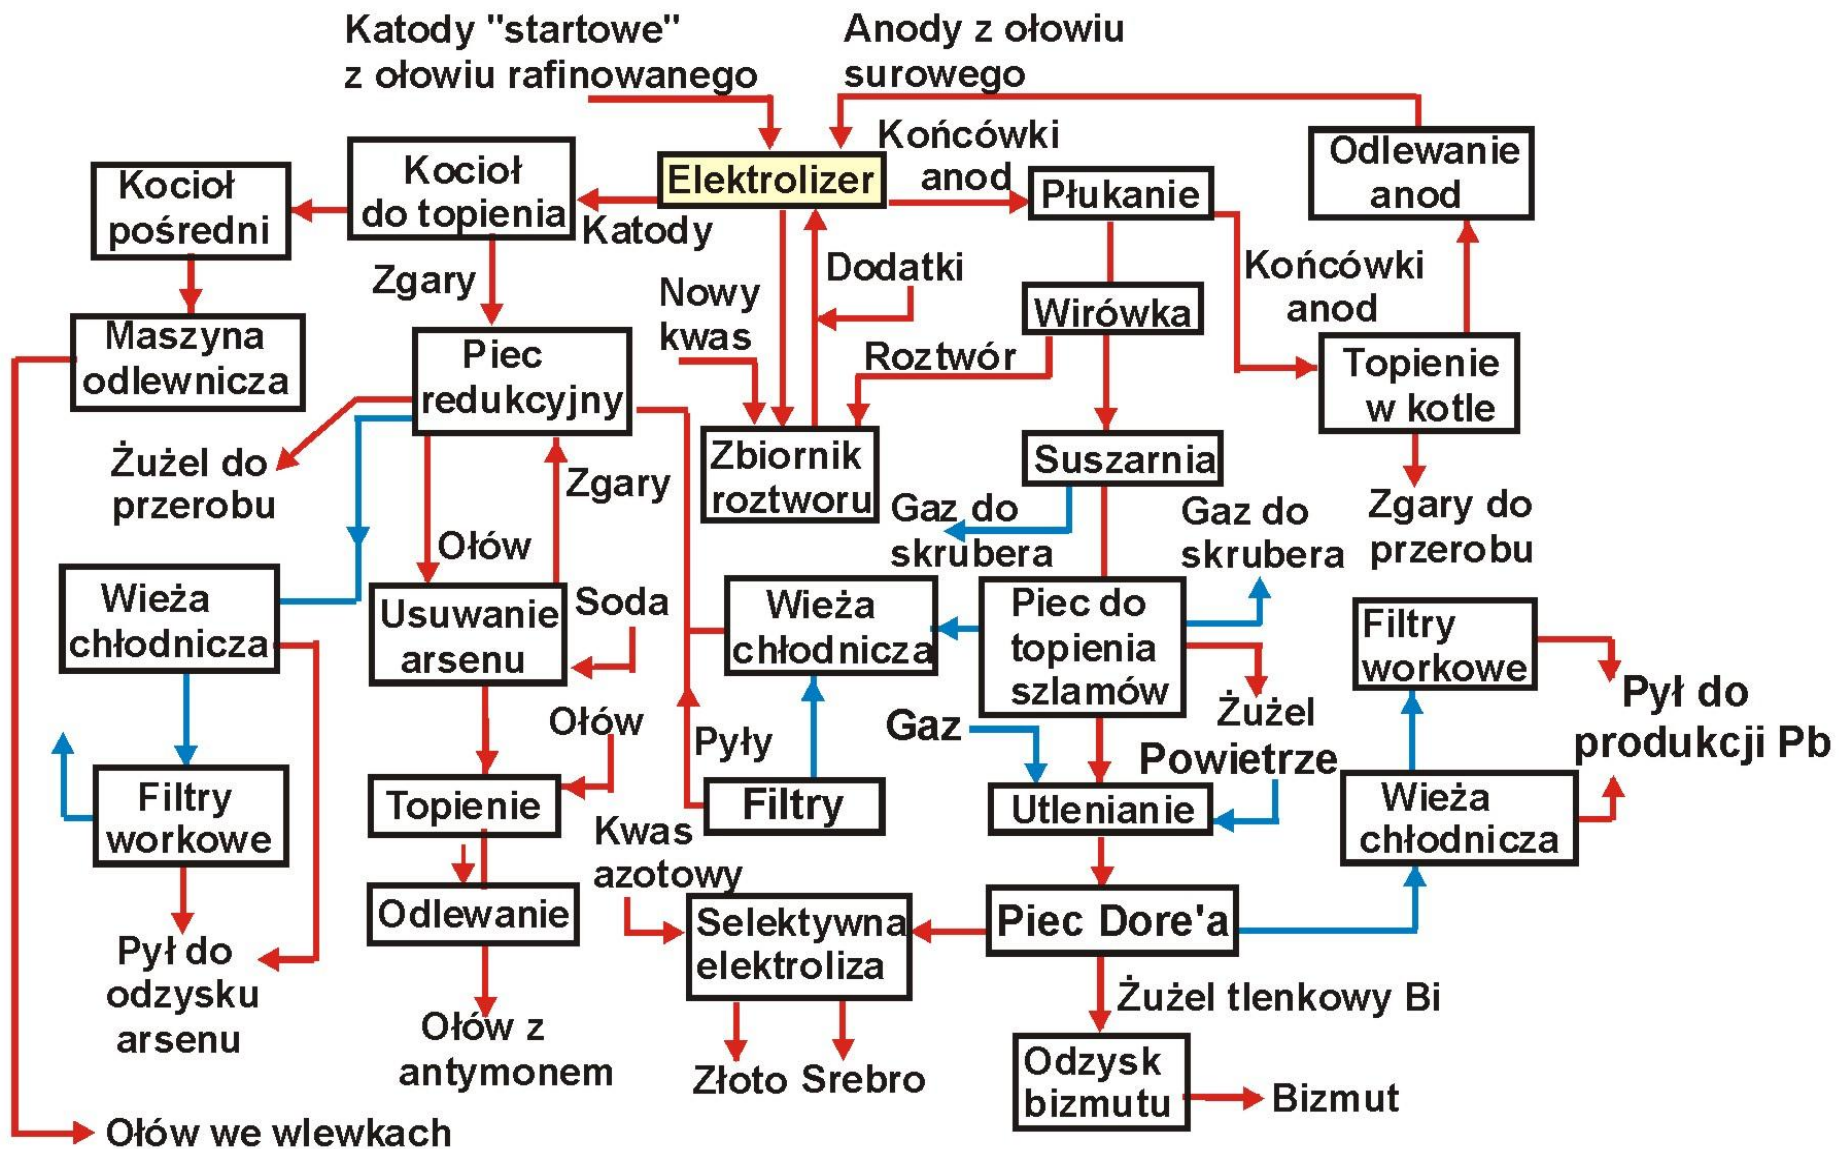 Katody "startowe"
z ołowiu rafinowanego
Anody z ołowiu
surowego
Kocioł
pośredni
Kocioł
do topienia
Elektrolizer
Końcówki
anod
Płukanie
Odlewanie
anod
Katody
Zgary
Nowy
kwas
Dodatki
Wirówka
Końcówki
anod
Maszyna
odlewnicza
Piec
redukcyjny
Roztwór
Topienie
w kotle
Żużel do
przerobu
Zgary
Zbiornik
roztworu
Suszarnia
Gaz do
skrubera
Gaz do
skrubera
Zgary do
przerobu
Ołów
Wieża
chłodnicza
Usuwanie
arsenu
Soda
Wieża
chłodnicza
Piec do
topienia
szlamów
Filtry
workowe
Ołów
Pyły
Gaz
Żużel
Powietrze
Pył do
produkcji Pb
Filtry
workowe
Topienie
Filtry
Utlenianie
Wieża
chłodnicza
Kwas
azotowy
Odlewanie
Selektywna
elektroliza
Piec Dore'a
Pył do
odzysku
arsenu
Ołów z
antymonem
Złoto
Srebro
Żużel tlenkowy Bi
Odzysk
bizmutu
Bizmut
Ołów we wlewkach